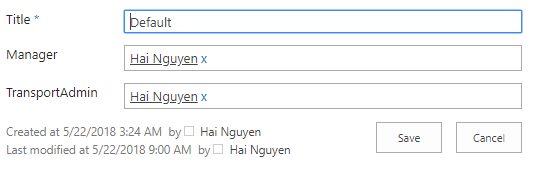 Title * Default
Manager Hai Nguyen x
TransportAdmin Hai Nguyen x
Created at 5/22/2018 3:24 AM by Hai Nguyen
Last modified at 5/22/2018 9:00 AM by Hai Nguyen
Save Cancel